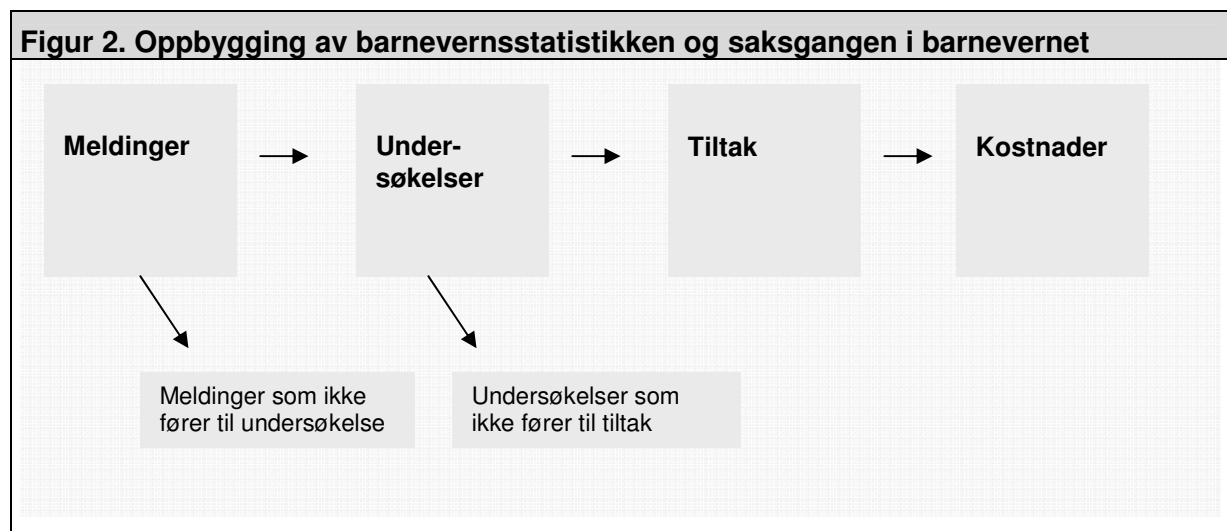 Figur 2. Oppbygging av barnevernsstatistikken og saksgangen i barnevernet
Meldinger
Under-
søkelser
Tiltak
Kostnader
Meldinger som ikke
fører til undersøkelse
Undersøkelser som
ikke fører til tiltak